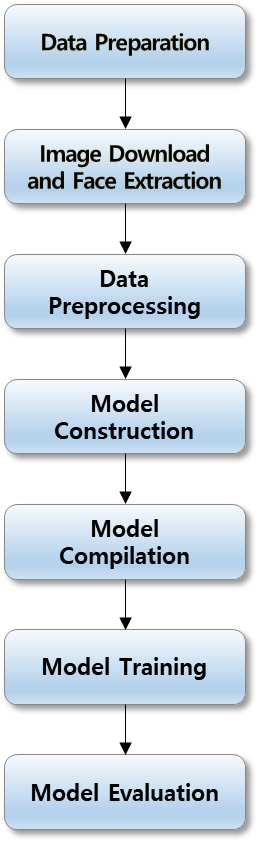 Data Preparation
Image Download
and Face Extraction
Data
Preprocessing
Model
Construction
Model
Compilation
Model Training
Model Evaluation